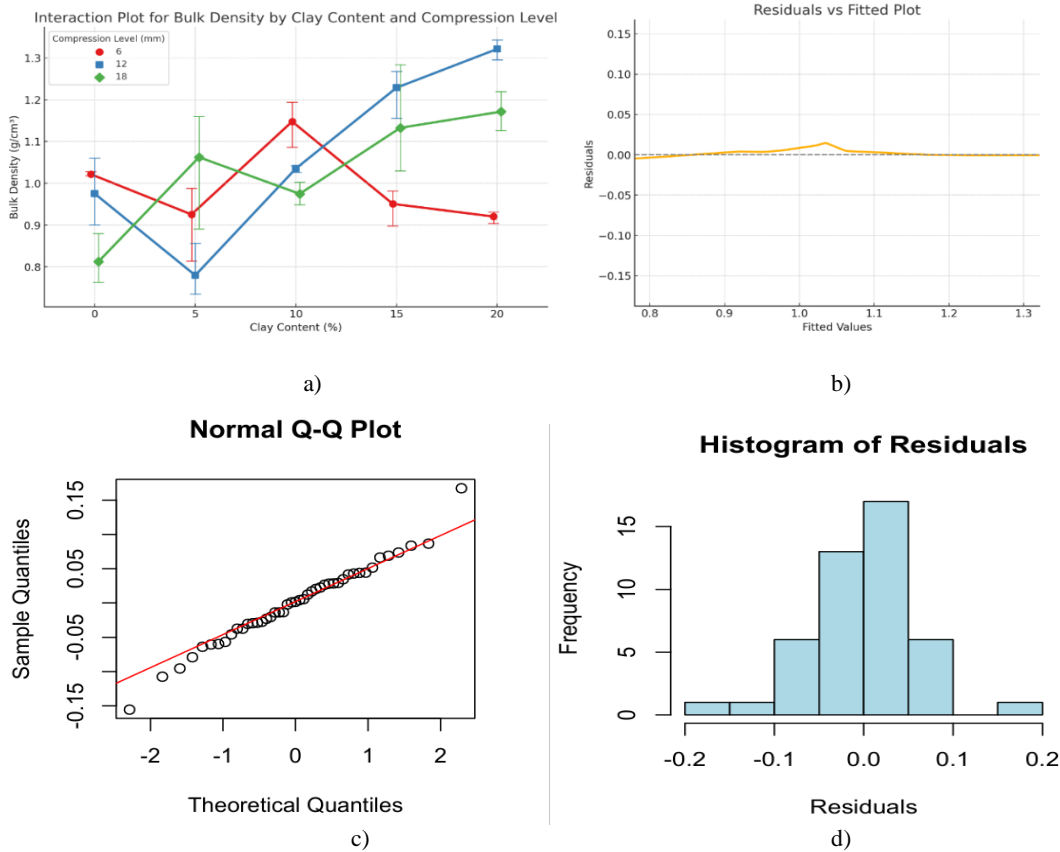 Interaction Plot for Bulk Density by Clay Content and Compression Level
Compression Level (mm)
6
12
18
Bulk Density (g/cm³)
1.3
1.2
1.1
1.0
0.9
0.8
0 5 10 15 20
Clay Content (%)
a)
Residuals vs Fitted Plot
Residuals
0.15
0.10
0.05
0.00
−0.05
−0.10
−0.15
0.8 0.9 1.0 1.1 1.2 1.3
Fitted Values
b)
Normal Q-Q Plot
Sample Quantiles
0.15
0.05
-0.05
-0.15
-2 -1 0 1 2
Theoretical Quantiles
c)
Histogram of Residuals
Frequency
15
10
5
0
-0.2 -0.1 0.0 0.1 0.2
Residuals
d)